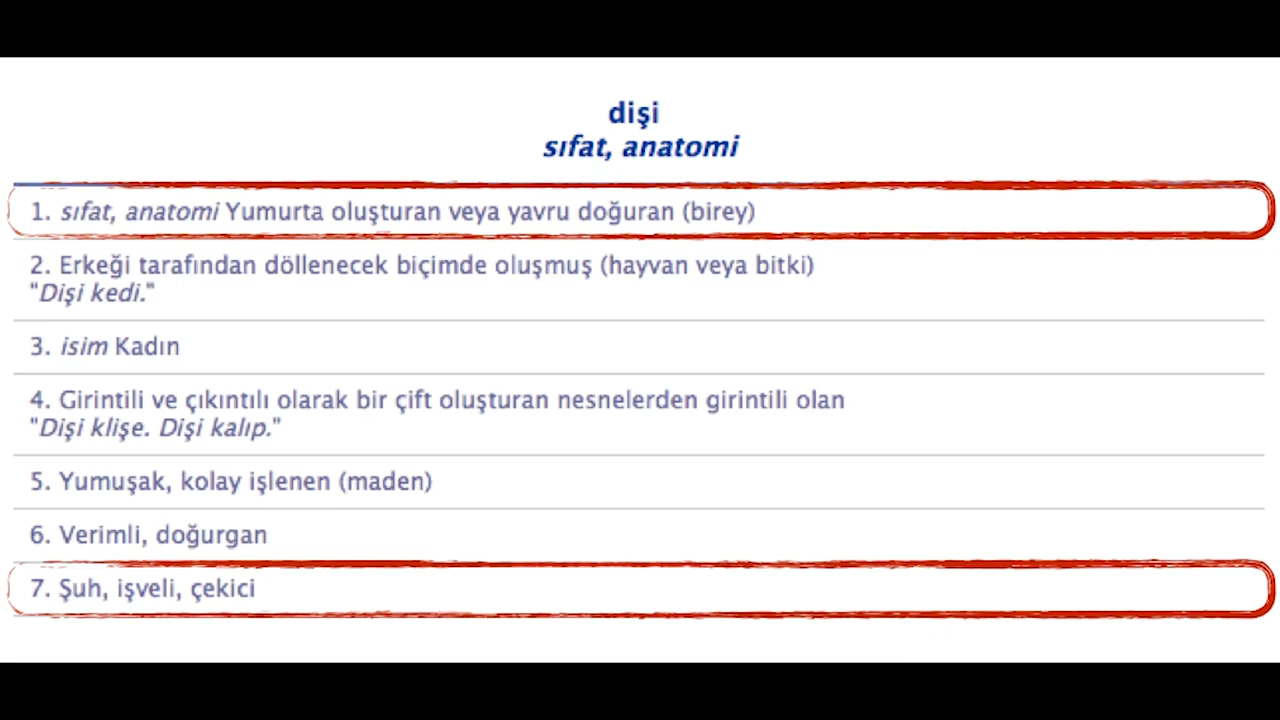 dişi
sıfat, anatomi
1. sıfat, anatomi Yumurta oluşturan veya yavru doğuran (birey)
2. Erkeği tarafından döllenecek biçimde oluşmuş (hayvan veya bitki)
"Dişi kedi."
3. isim Kadın
4. Girintili ve çıkıntılı olarak bir çift oluşturan nesnelerden girintili olan
"Dişi klişe. Dişi kalıp."
5. Yumuşak, kolay işlenen (maden)
6. Verimli, doğurgan
7. Şuh, işveli, çekici